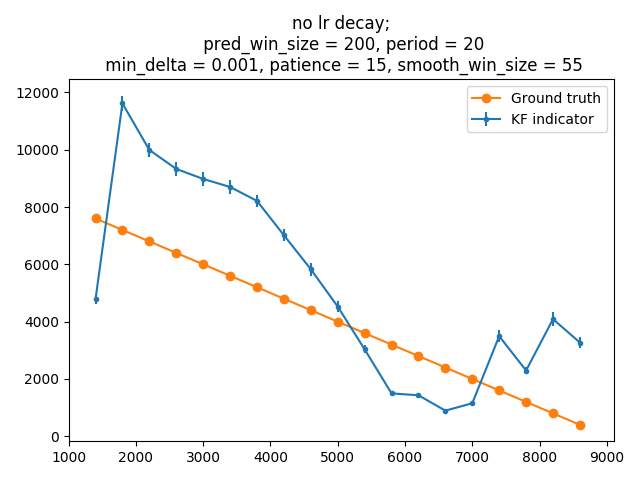 no lr decay;
pred_win_size = 200, period = 20
min_delta = 0.001, patience = 15, smooth_win_size = 55
Ground truth
KF indicator
12000
10000
8000
6000
4000
2000
0
1000 2000 3000 4000 5000 6000 7000 8000 9000